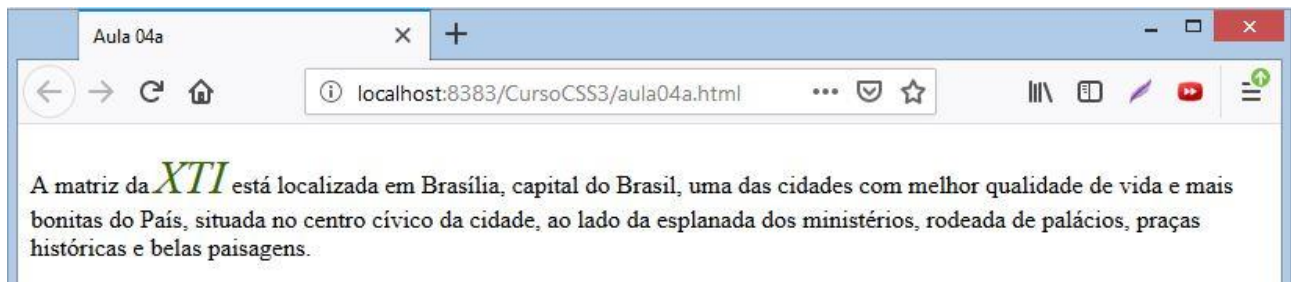 Aula 04a
localhost:8383/CursoCSS3/aula04a.html
A matriz da XTI está localizada em Brasília, capital do Brasil, uma das cidades com melhor qualidade de vida e mais
bonitas do País, situada no centro cívico da cidade, ao lado da esplanada dos ministérios, rodeada de palácios, praças
históricas e belas paisagens.